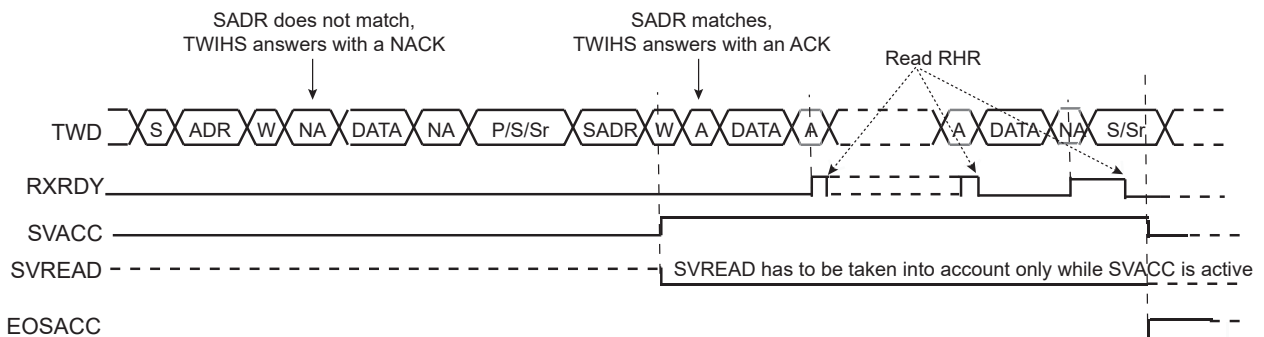 SADR does not match,
TWIHS answers with a NACK
SADR matches,
TWIHS answers with an ACK
Read RHR
TWD S ADR W NA DATA NA P/S/Sr SADR W A DATA A A DATA NA S/Sr
RXRDY
SVACC
SVREAD SVREAD has to be taken into account only while SVACC is active
EOSACC